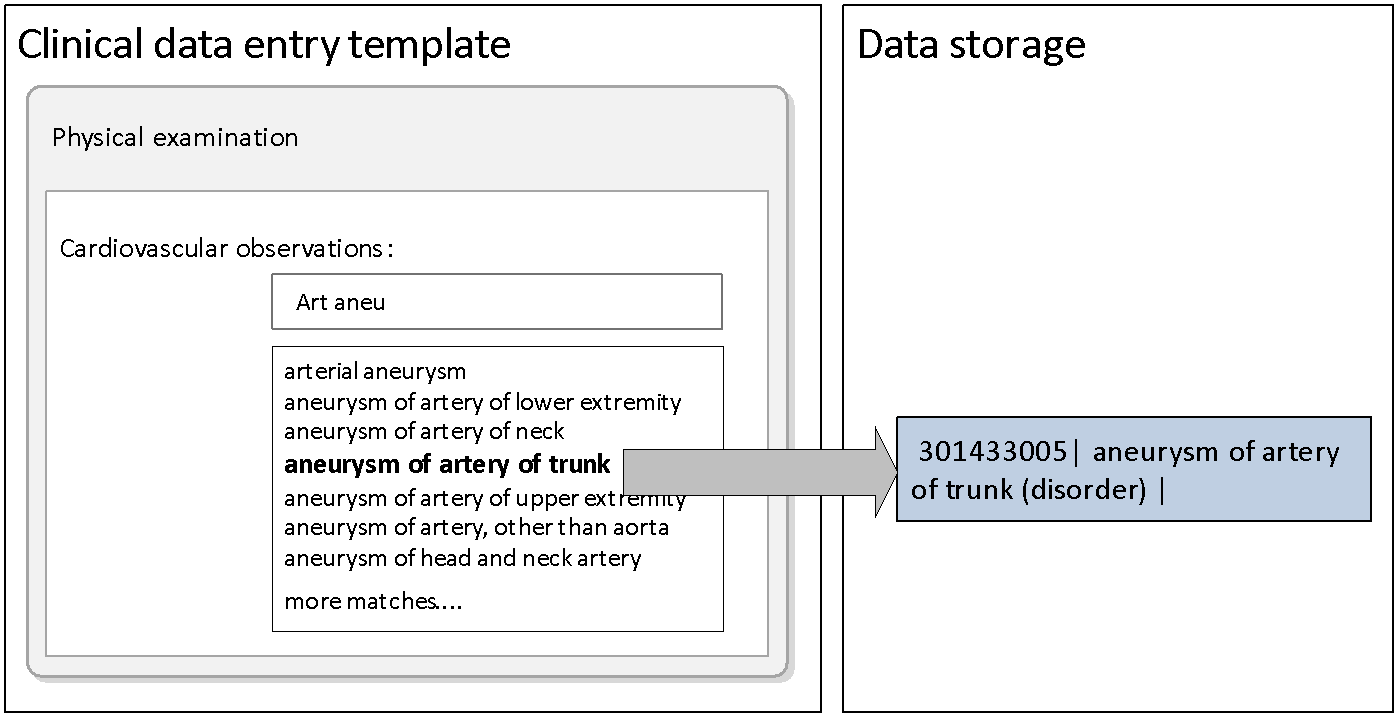 Clinical data entry template
Data storage
Physical examination
Cardiovascular observations:
Art aneu
arterial aneurysm
aneurysm of artery of lower extremity
aneurysm of artery of neck
aneurysm of artery of trunk
aneurysm of artery of upper extremity
aneurysm of artery, other than aorta
aneurysm of head and neck artery
more matches....
301433005| aneurysm of artery
of trunk (disorder) |